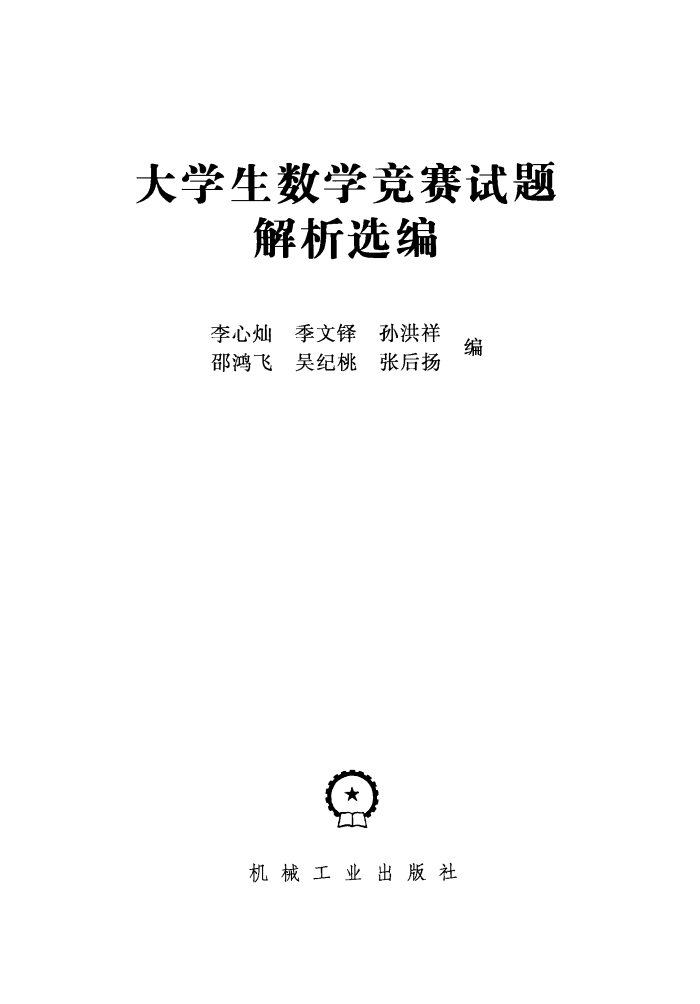 大学生数学竞赛试题
解析选编
李心灿 季文铎 孙洪祥
邵鸿飞 吴纪桃 张后扬 编
机械工业出版社